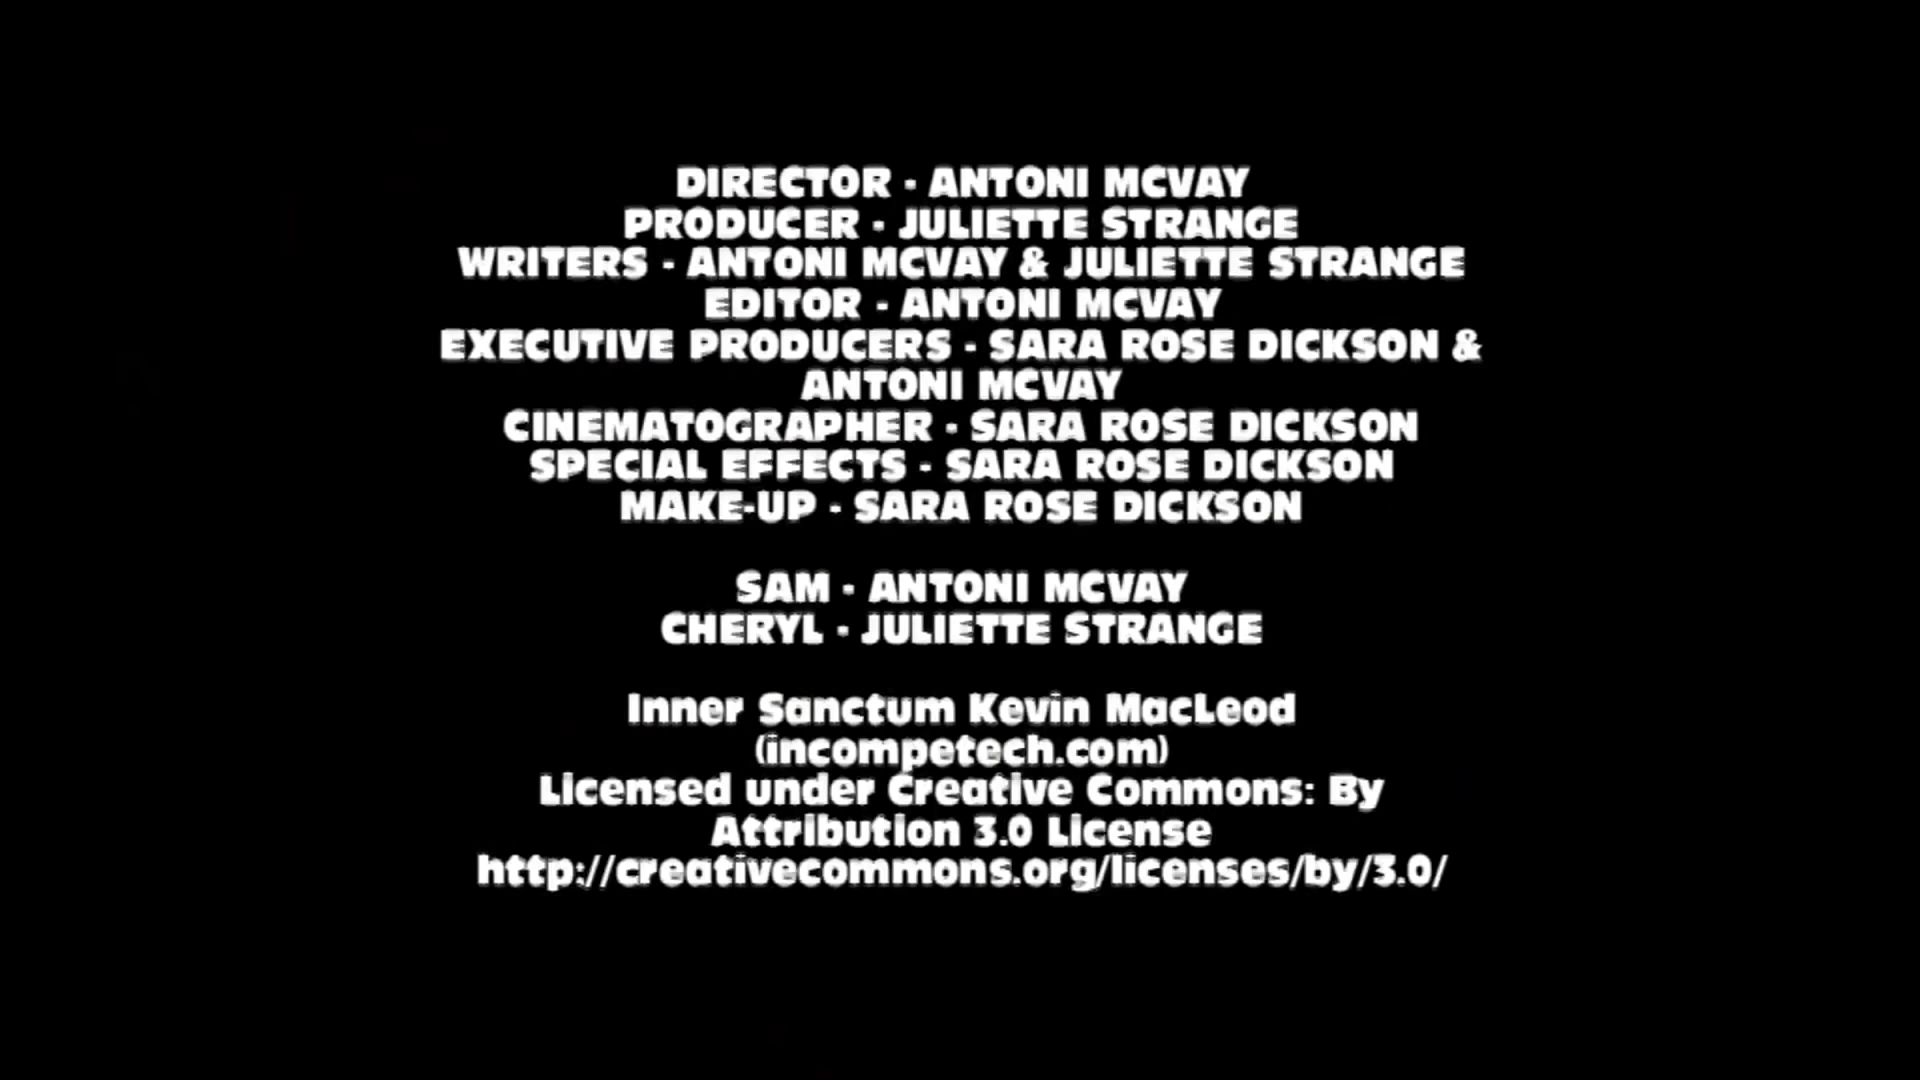 DIRECTOR - ANTONI MCVAY
PRODUCER - JULIETTE STRANGE
WRITERS - ANTONI MCVAY & JULIETTE STRANGE
EDITOR - ANTONI MCVAY
EXECUTIVE PRODUCERS - SARA ROSE DICKSON &
ANTONI MCVAY
CINEMATOGRAPHER - SARA ROSE DICKSON
SPECIAL EFFECTS - SARA ROSE DICKSON
MAKE-UP - SARA ROSE DICKSON
SAM - ANTONI MCVAY
CHERYL - JULIETTE STRANGE
Inner Sanctum Kevin MacLeod
(incompetech.com)
Licensed under Creative Commons: By
Attribution 3.0 License
http://creativecommons.org/licenses/by/3.0/